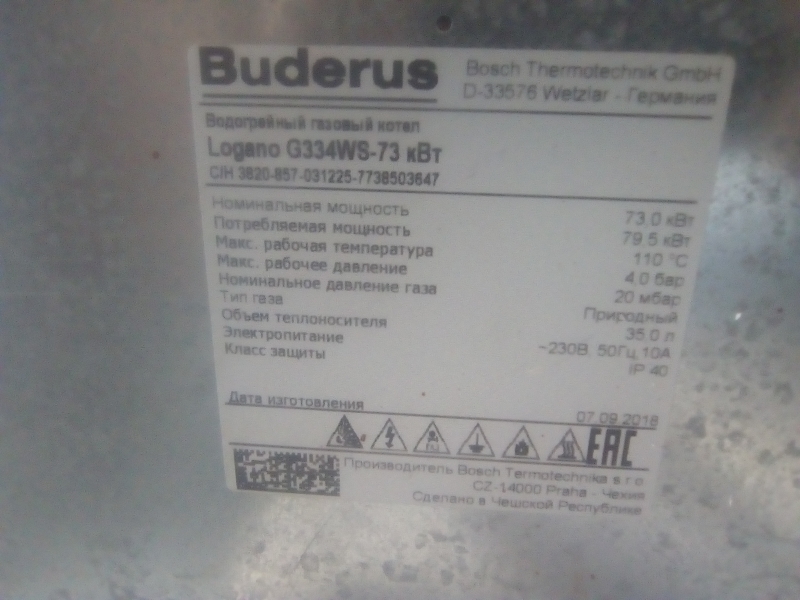 Buderus
Bosch Thermotechnik GmbH
D-33576 Wetzlar - Германия
Водогрейный газовый котел
Logano G334WS-73 кВт
С/Н 3820-857-031225-7738503647
Номинальная мощность 73,0 кВт
Потребляемая мощность 79,5 кВт
Макс. рабочая температура 110 °C
Макс. рабочее давление 4,0 бар
Номинальное давление газа 20 мбар
Тип газа Природный
Объем теплоносителя 35,0 л
Электропитание ~230В, 50Гц, 10А
Класс защиты IP 40
Дата изготовления 07.09.2018
EAC
Производитель Bosch Termotechnika s.r.o
CZ-14000 Praha - Чехия
Сделано в Чешской Республике